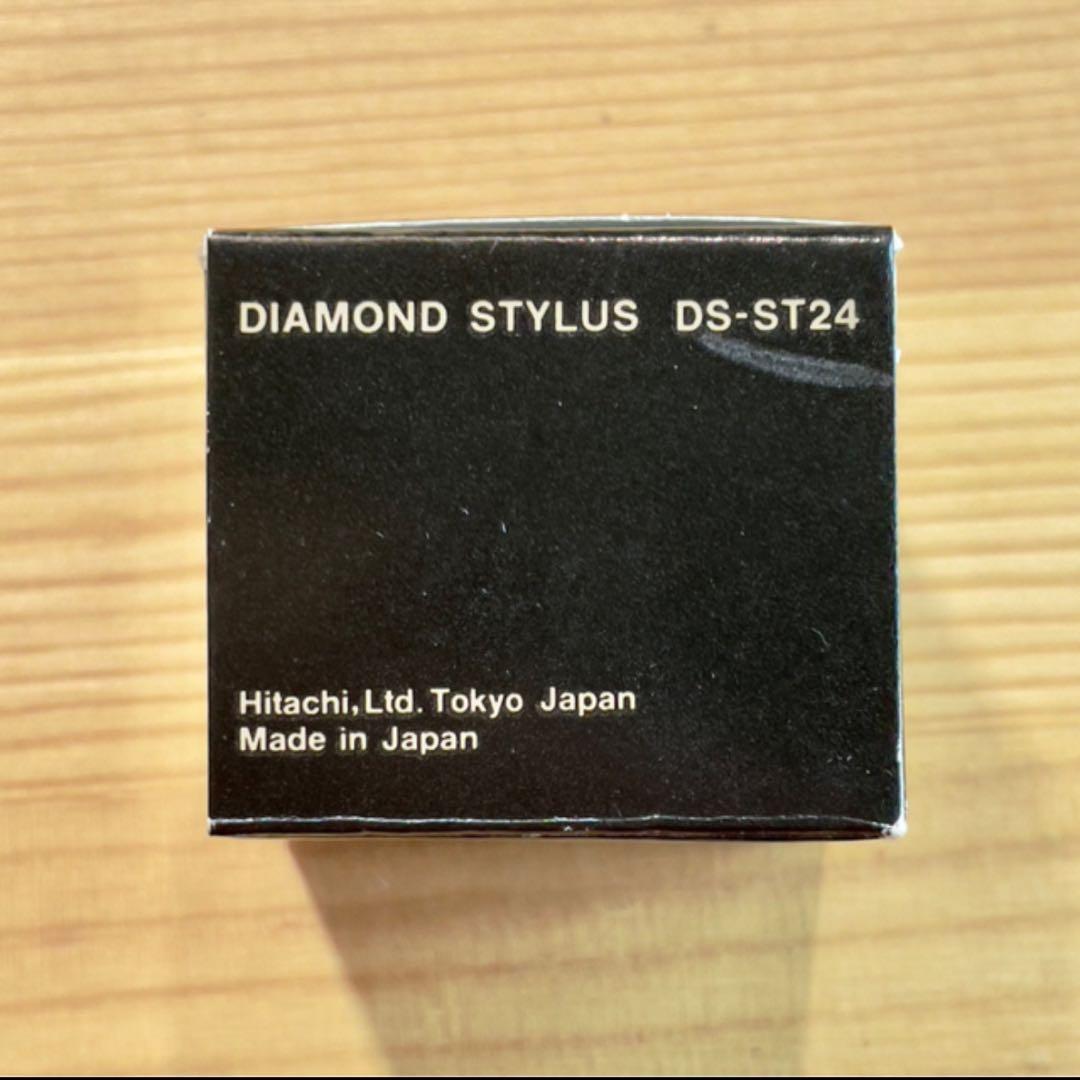 DIAMOND STYLUS DS-ST24
Hitachi,Ltd. Tokyo Japan
Made in Japan